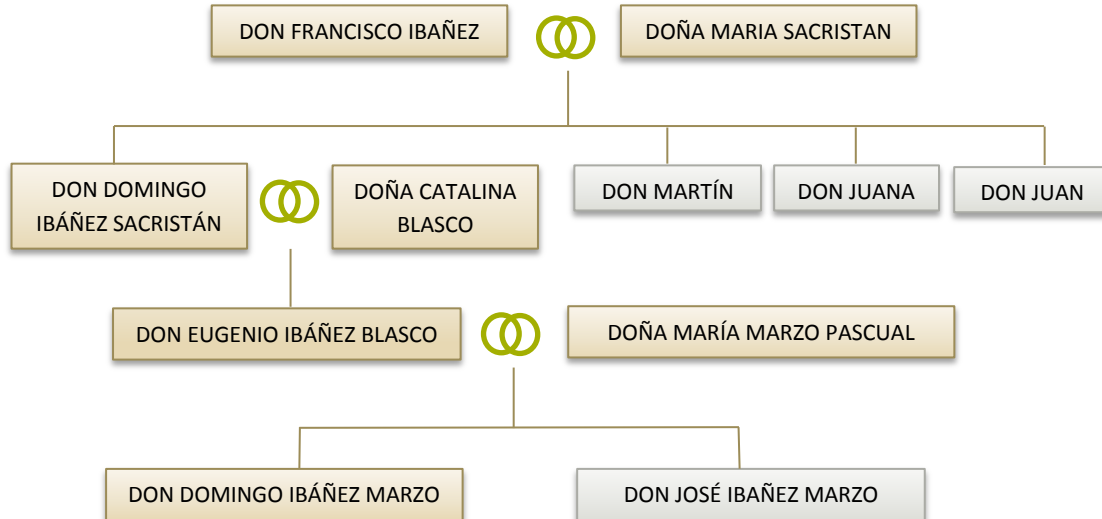 DON FRANCISCO IBAÑEZ
DOÑA MARIA SACRISTAN
DON DOMINGO
IBÁÑEZ SACRISTÁN
DOÑA CATALINA
BLASCO
DON MARTÍN
DON JUANA
DON JUAN
DON EUGENIO IBÁÑEZ BLASCO
DOÑA MARÍA MARZO PASCUAL
DON DOMINGO IBÁÑEZ MARZO
DON JOSÉ IBAÑEZ MARZO